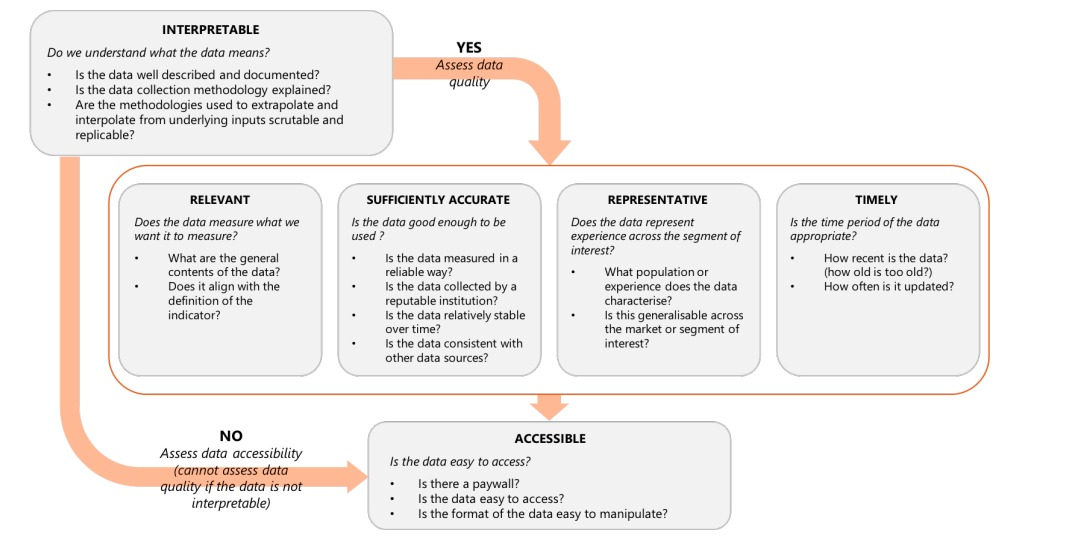 INTERPRETABLE
Do we understand what the data means?
• Is the data well described and documented?
• Is the data collection methodology explained?
• Are the methodologies used to extrapolate and
interpolate from underlying inputs scrutable and
replicable?
YES
Assess data
quality
RELEVANT
Does the data measure what we
want it to measure?
• What are the general
contents of the data?
• Does it align with the
definition of the
indicator?
SUFFICIENTLY ACCURATE
Is the data good enough to be
used ?
• Is the data measured in a
reliable way?
• Is the data collected by a
reputable institution?
• Is the data relatively stable
over time?
• Is the data consistent with
other data sources?
REPRESENTATIVE
Does the data represent
experience across the segment of
interest?
• What population or
experience does the data
characterise?
• Is this generalisable across
the market or segment of
interest?
TIMELY
Is the time period of the data
appropriate?
• How recent is the data?
(how old is too old?)
• How often is it updated?
NO
Assess data accessibility
(cannot assess data
quality if the data is not
interpretable)
ACCESSIBLE
Is the data easy to access?
• Is there a paywall?
• Is the data easy to access?
• Is the format of the data easy to manipulate?